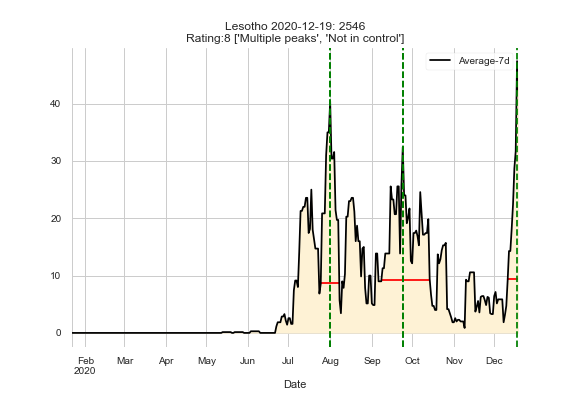 Lesotho 2020-12-19: 2546
Rating:8 ['Multiple peaks', 'Not in control']
Average-7d
40
30
20
10
0
Feb Mar Apr May Jun Jul Aug Sep Oct Nov Dec
2020
Date